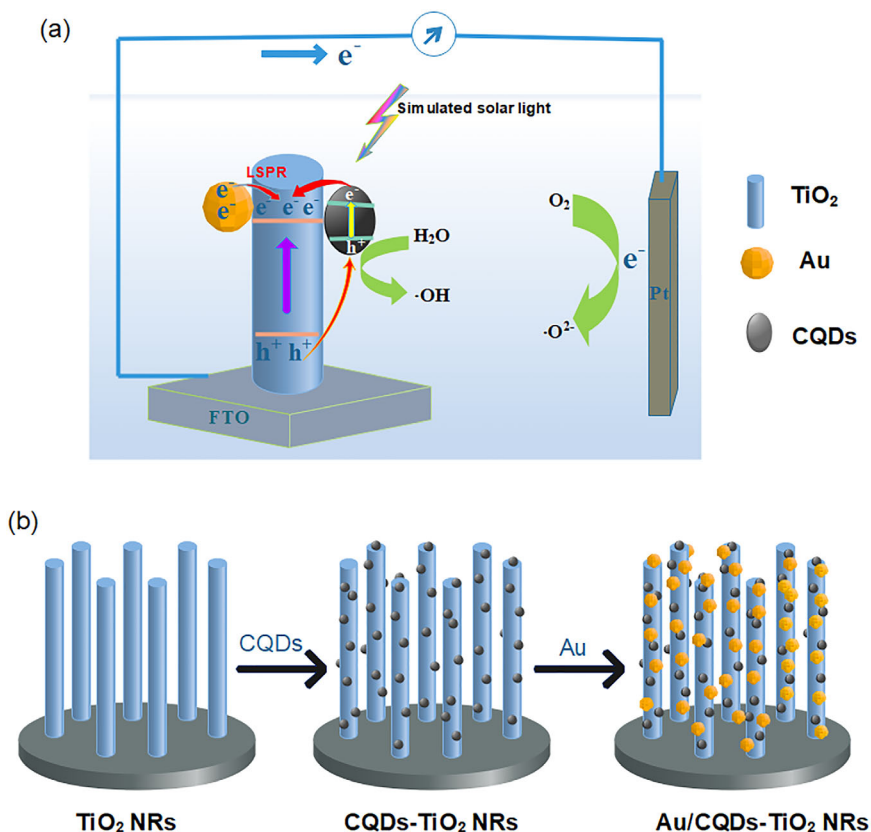 (a)
e⁻
Simulated solar light
LSPR
e⁻
e⁻
e⁻ e⁻ e⁻
e⁻
h⁺
H₂O
·OH
h⁺ h⁺
FTO
O₂
e⁻
·O²⁻
Pt
TiO₂
Au
CQDs
(b)
CQDs
Au
TiO₂ NRs
CQDs-TiO₂ NRs
Au/CQDs-TiO₂ NRs